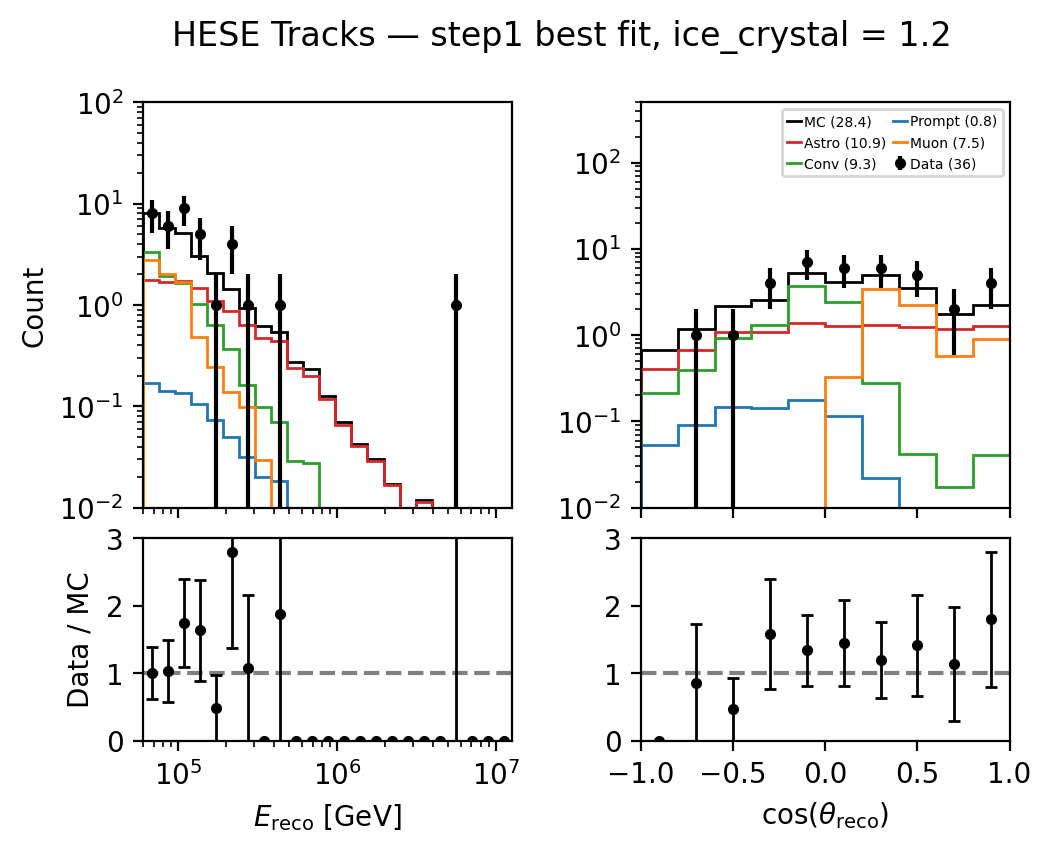 HESE Tracks — step1 best fit, ice_crystal = 1.2
Count
10²
10¹
10⁰
10⁻¹
10⁻²
10²
10¹
10⁰
10⁻¹
10⁻²
MC (28.4)
Astro (10.9)
Conv (9.3)
Prompt (0.8)
Muon (7.5)
Data (36)
Data / MC
3
2
1
0
10⁵ 10⁶ 10⁷
E_reco [GeV]
3
2
1
0
−1.0 −0.5 0.0 0.5 1.0
cos(θ_reco)